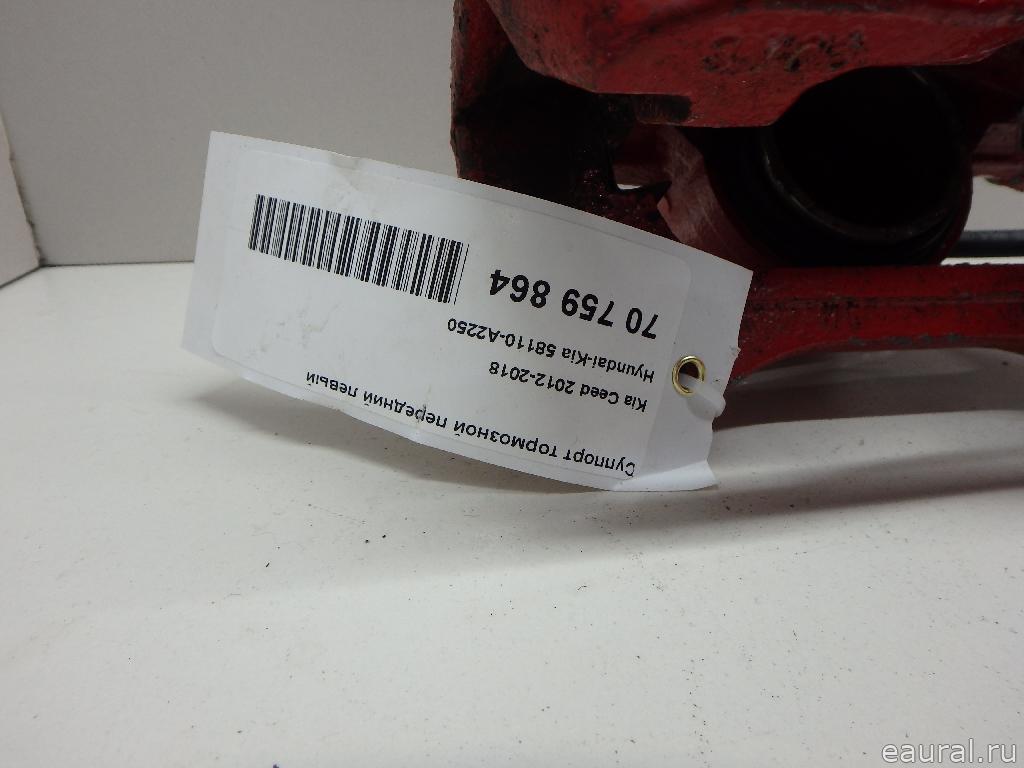 Суппорт тормозной передний левый
Kia Ceed 2012-2018
Hyundai-Kia 58110-A2250
70 759 864
eaural.ru